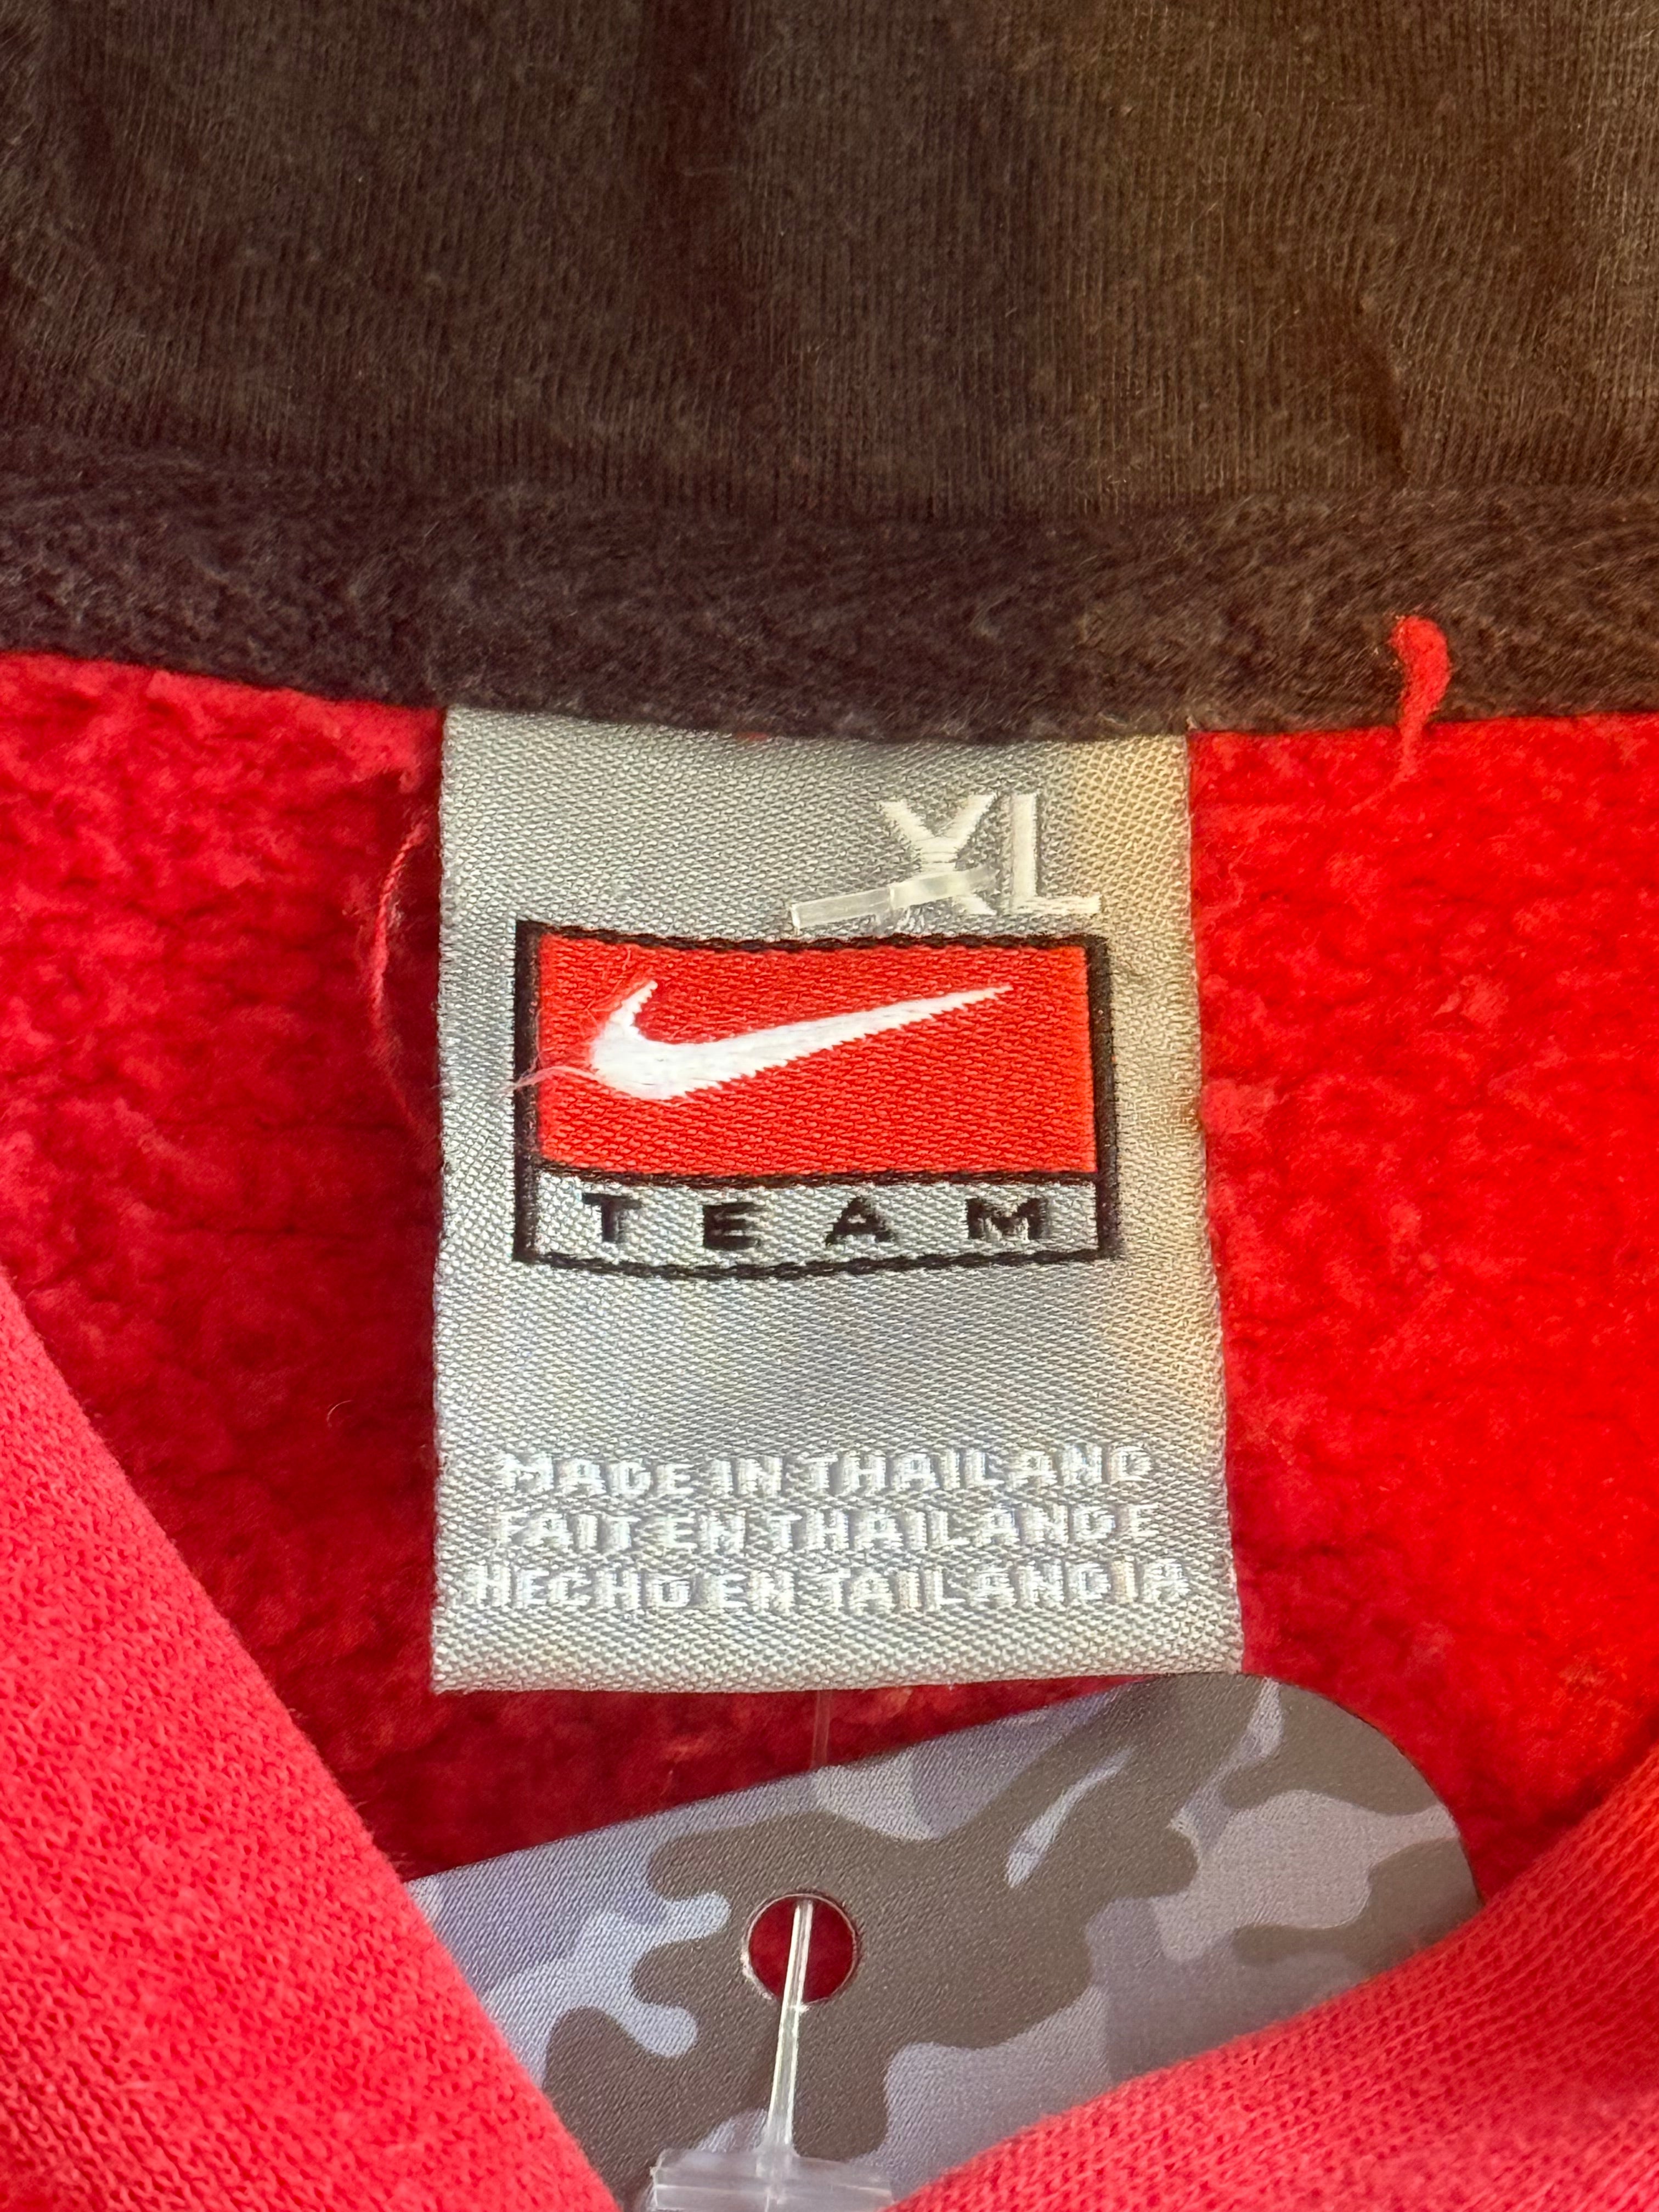 XL
TEAM
MADE IN THAILAND
FAIT EN THAILANDE
HECHO EN TAILANDIA